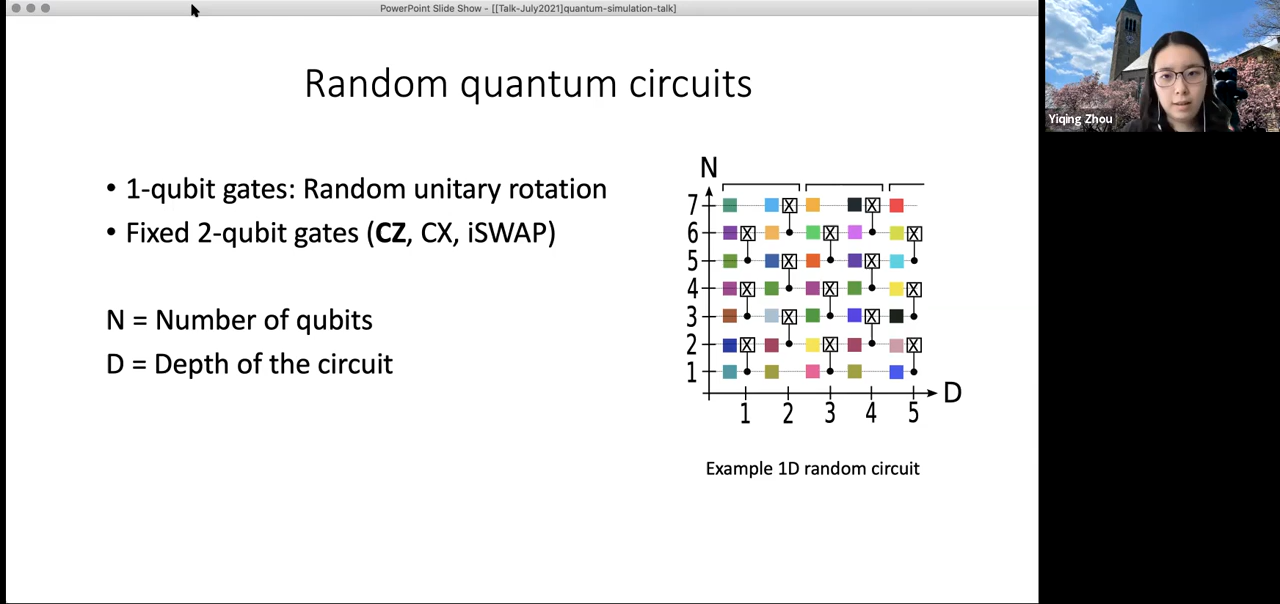 PowerPoint Slide Show - [[Talk-July2021]quantum-simulation-talk]
Random quantum circuits
• 1-qubit gates: Random unitary rotation
• Fixed 2-qubit gates (CZ, CX, iSWAP)
N = Number of qubits
D = Depth of the circuit
N
7 X X
6 X X X
5 X X
4 X X X
3 X X
2 X X X
1
D
1 2 3 4 5
Example 1D random circuit
Yiqing Zhou